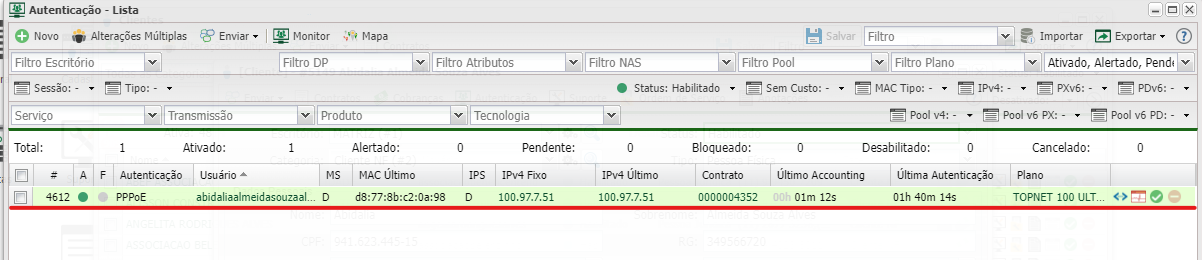 Autenticação - Lista
Novo Alterações Múltiplas Enviar Monitor Mapa Salvar Filtro Importar Exportar
Filtro Escritório Filtro DP Filtro Atributos Filtro NAS Filtro Pool Filtro Plano Ativado, Alertado, Pende
Sessão: - Tipo: - Status: Habilitado Sem Custo: - MAC Tipo: - IPv4: - PXv6: - PDv6: -
Serviço Transmissão Produto Tecnologia Pool v4: - Pool v6 PX: - Pool v6 PD: -
Total: 1 Ativado: 1 Alertado: 0 Pendente: 0 Bloqueado: 0 Desabilitado: 0 Cancelado: 0
# A F Autenticação Usuário MS MAC Último IPS IPv4 Fixo IPv4 Último Contrato Último Accounting Última Autenticação Plano
4612 PPPoE abidaliaalmeidasouzaal... D d8:77:8b:c2:0a:98 D 100.97.7.51 100.97.7.51 0000004352 00h 01m 12s 01h 40m 14s TOPNET 100 ULT...